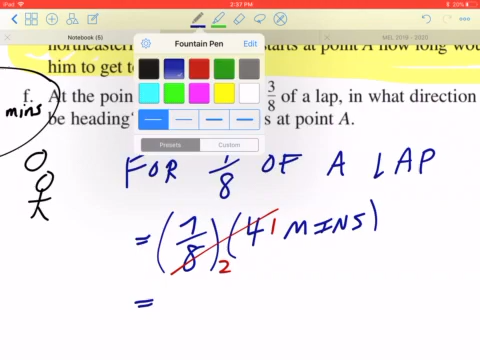 iPad
2:37 PM
20%
Notebook (5)
MEL 2019 - 2020
northeastern
starts at point A how long
him to get to
Fountain Pen
Edit
Presets
Custom
f. At the poin
3/8 of a lap, in what direction
be heading
s at point A.
mins
FOR 1/8 OF A LAP
= (1/8) (4 MINS)
1
2
=